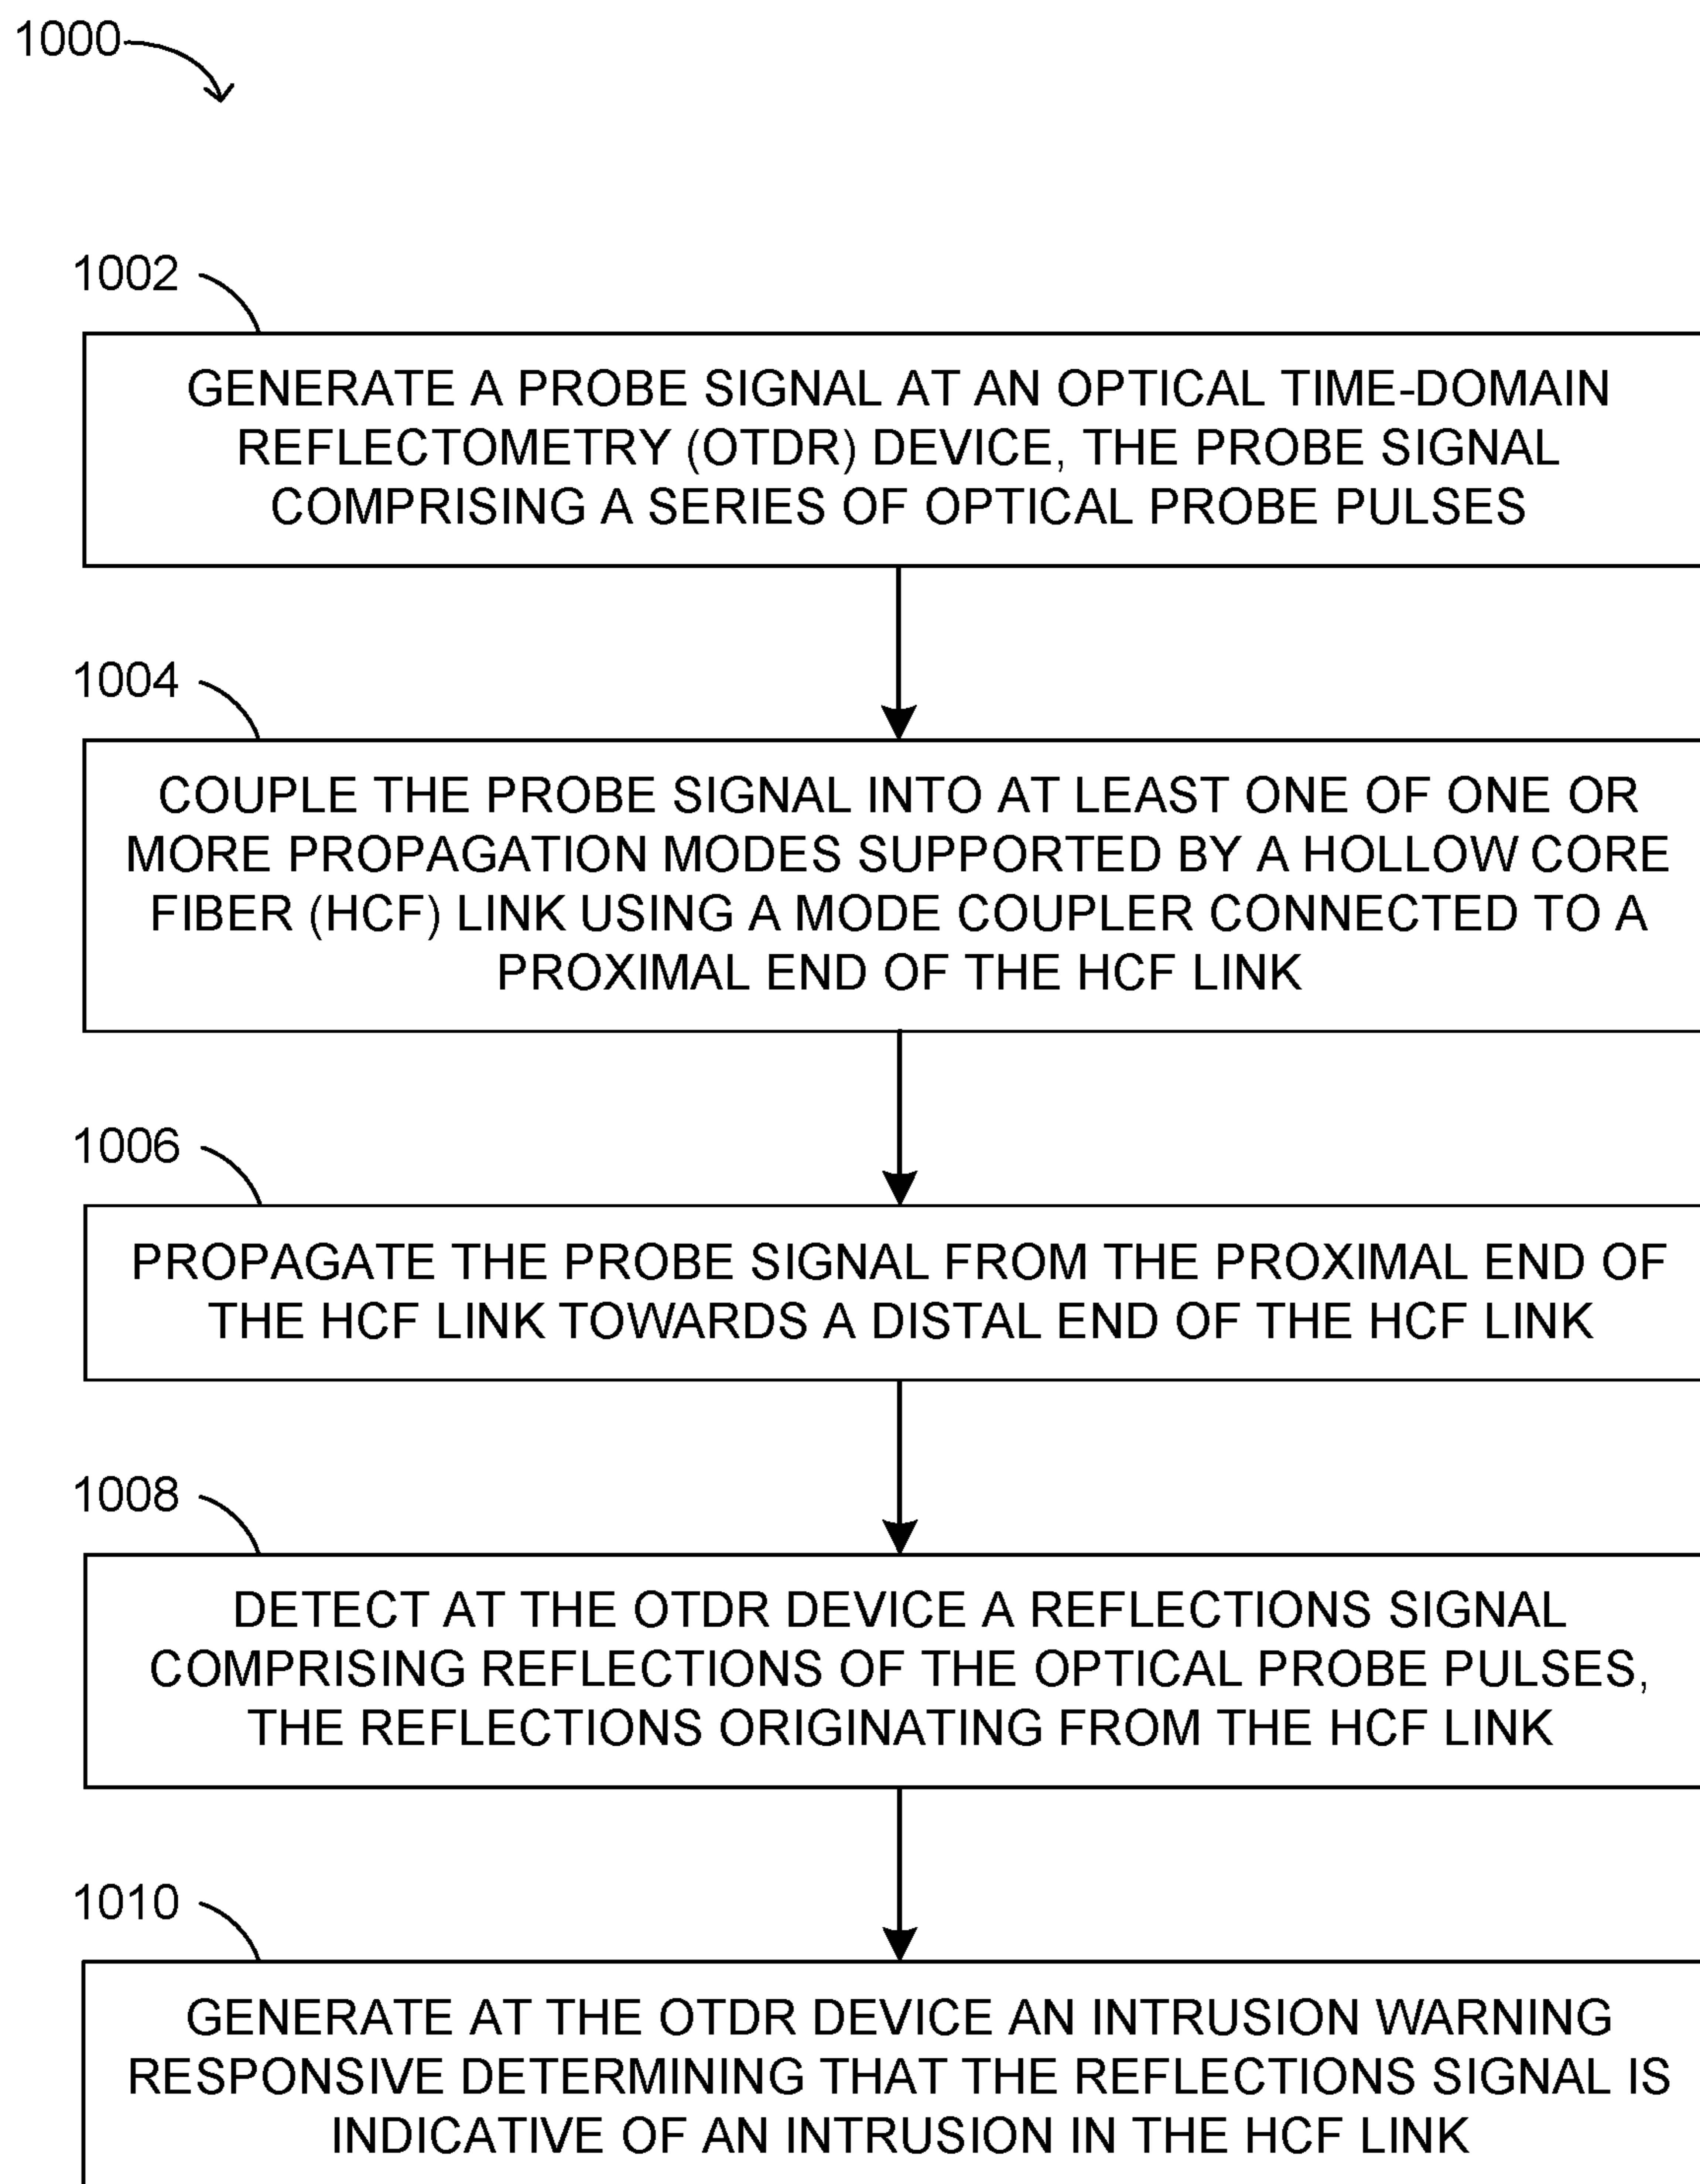 1000
1002
GENERATE A PROBE SIGNAL AT AN OPTICAL TIME-DOMAIN
REFLECTOMETRY (OTDR) DEVICE, THE PROBE SIGNAL
COMPRISING A SERIES OF OPTICAL PROBE PULSES
1004
COUPLE THE PROBE SIGNAL INTO AT LEAST ONE OF ONE OR
MORE PROPAGATION MODES SUPPORTED BY A HOLLOW CORE
FIBER (HCF) LINK USING A MODE COUPLER CONNECTED TO A
PROXIMAL END OF THE HCF LINK
1006
PROPAGATE THE PROBE SIGNAL FROM THE PROXIMAL END OF
THE HCF LINK TOWARDS A DISTAL END OF THE HCF LINK
1008
DETECT AT THE OTDR DEVICE A REFLECTIONS SIGNAL
COMPRISING REFLECTIONS OF THE OPTICAL PROBE PULSES,
THE REFLECTIONS ORIGINATING FROM THE HCF LINK
1010
GENERATE AT THE OTDR DEVICE AN INTRUSION WARNING
RESPONSIVE DETERMINING THAT THE REFLECTIONS SIGNAL IS
INDICATIVE OF AN INTRUSION IN THE HCF LINK